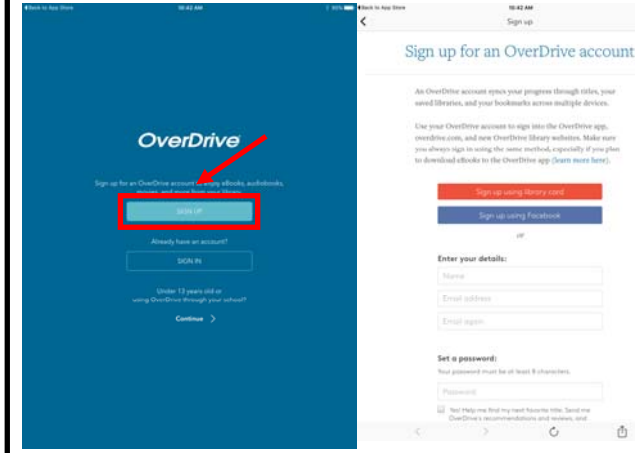 Back to App Store
10:42 AM
90%
OverDrive
Sign up for an OverDrive account to enjoy eBooks, audiobooks,
movies, and more from your library.
SIGN UP
Already have an account?
SIGN IN
Under 13 years old or
using OverDrive through your school?
Continue >
Back to App Store
10:42 AM
Sign up
Sign up for an OverDrive account
An OverDrive account syncs your progress through titles, your
saved libraries, and your bookmarks across multiple devices.
Use your OverDrive account to sign into the OverDrive app,
overdrive.com, and new OverDrive library websites. Make sure
you always sign in using the same method, especially if you plan
to download eBooks to the OverDrive app (learn more here).
Sign up using library card
Sign up using Facebook
or
Enter your details:
Name
Email address
Email again
Set a password:
Your password must be at least 8 characters.
Password
Yes! Help me find my next favorite title. Send me
OverDrive's recommendations and reviews, and